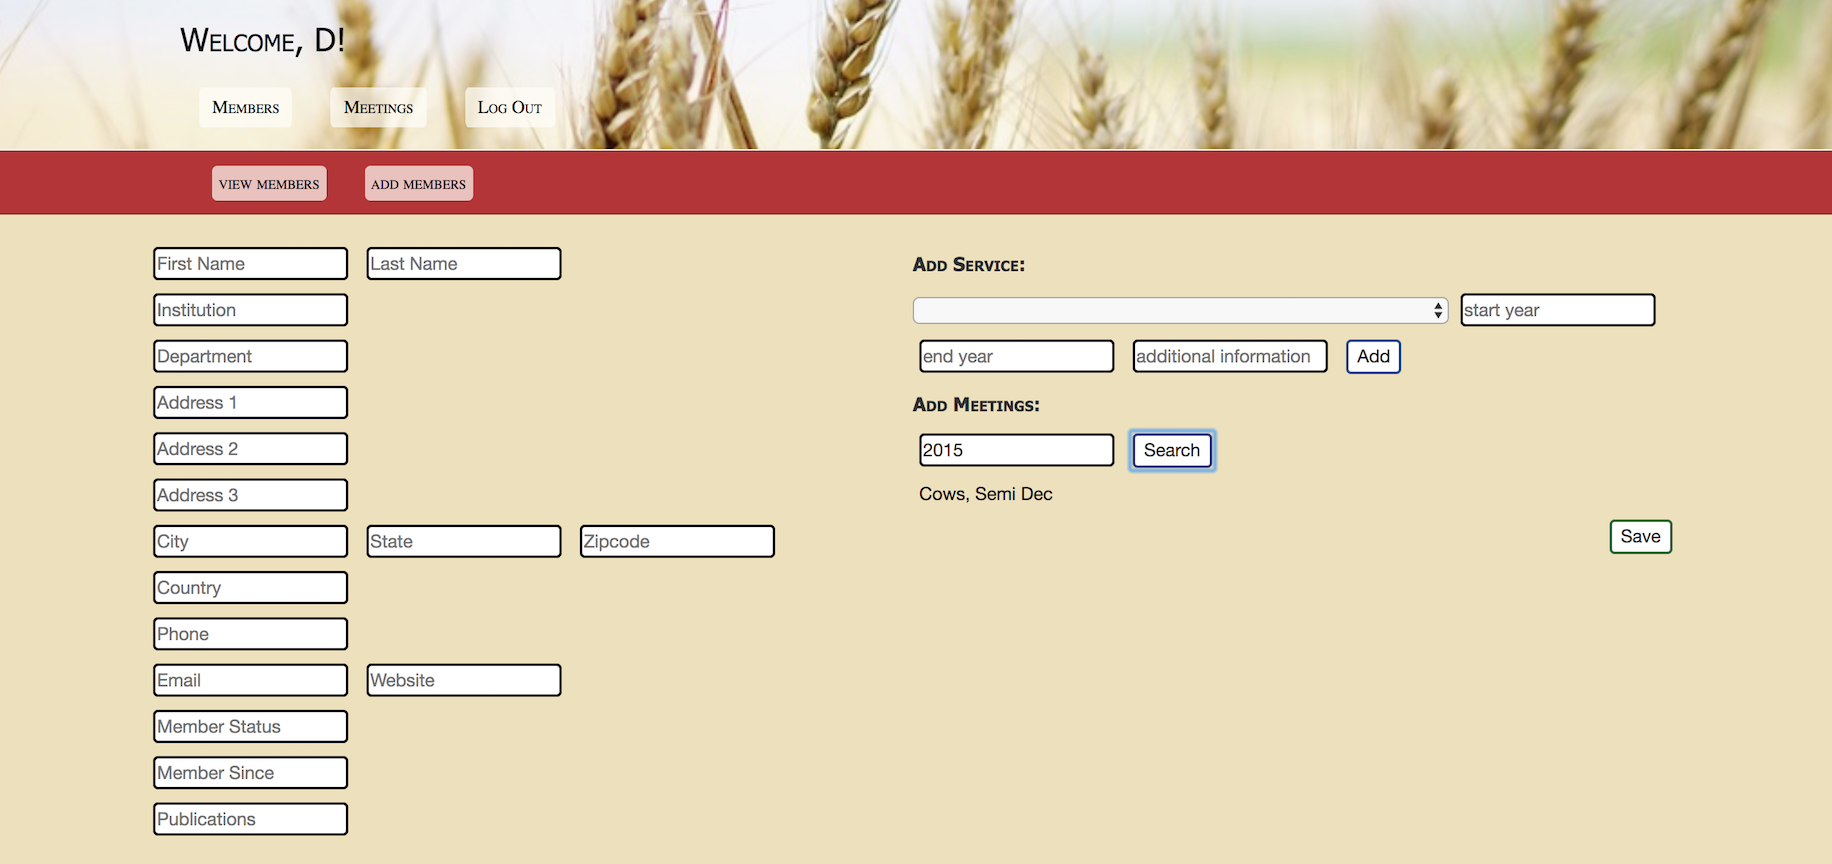 Welcome, D!
Members Meetings Log Out
view members add members
First Name Last Name
Institution
Department
Address 1
Address 2
Address 3
City State Zipcode
Country
Phone
Email Website
Member Status
Member Since
Publications
Add Service:
start year
end year additional information Add
Add Meetings:
2015 Search
Cows, Semi Dec
Save